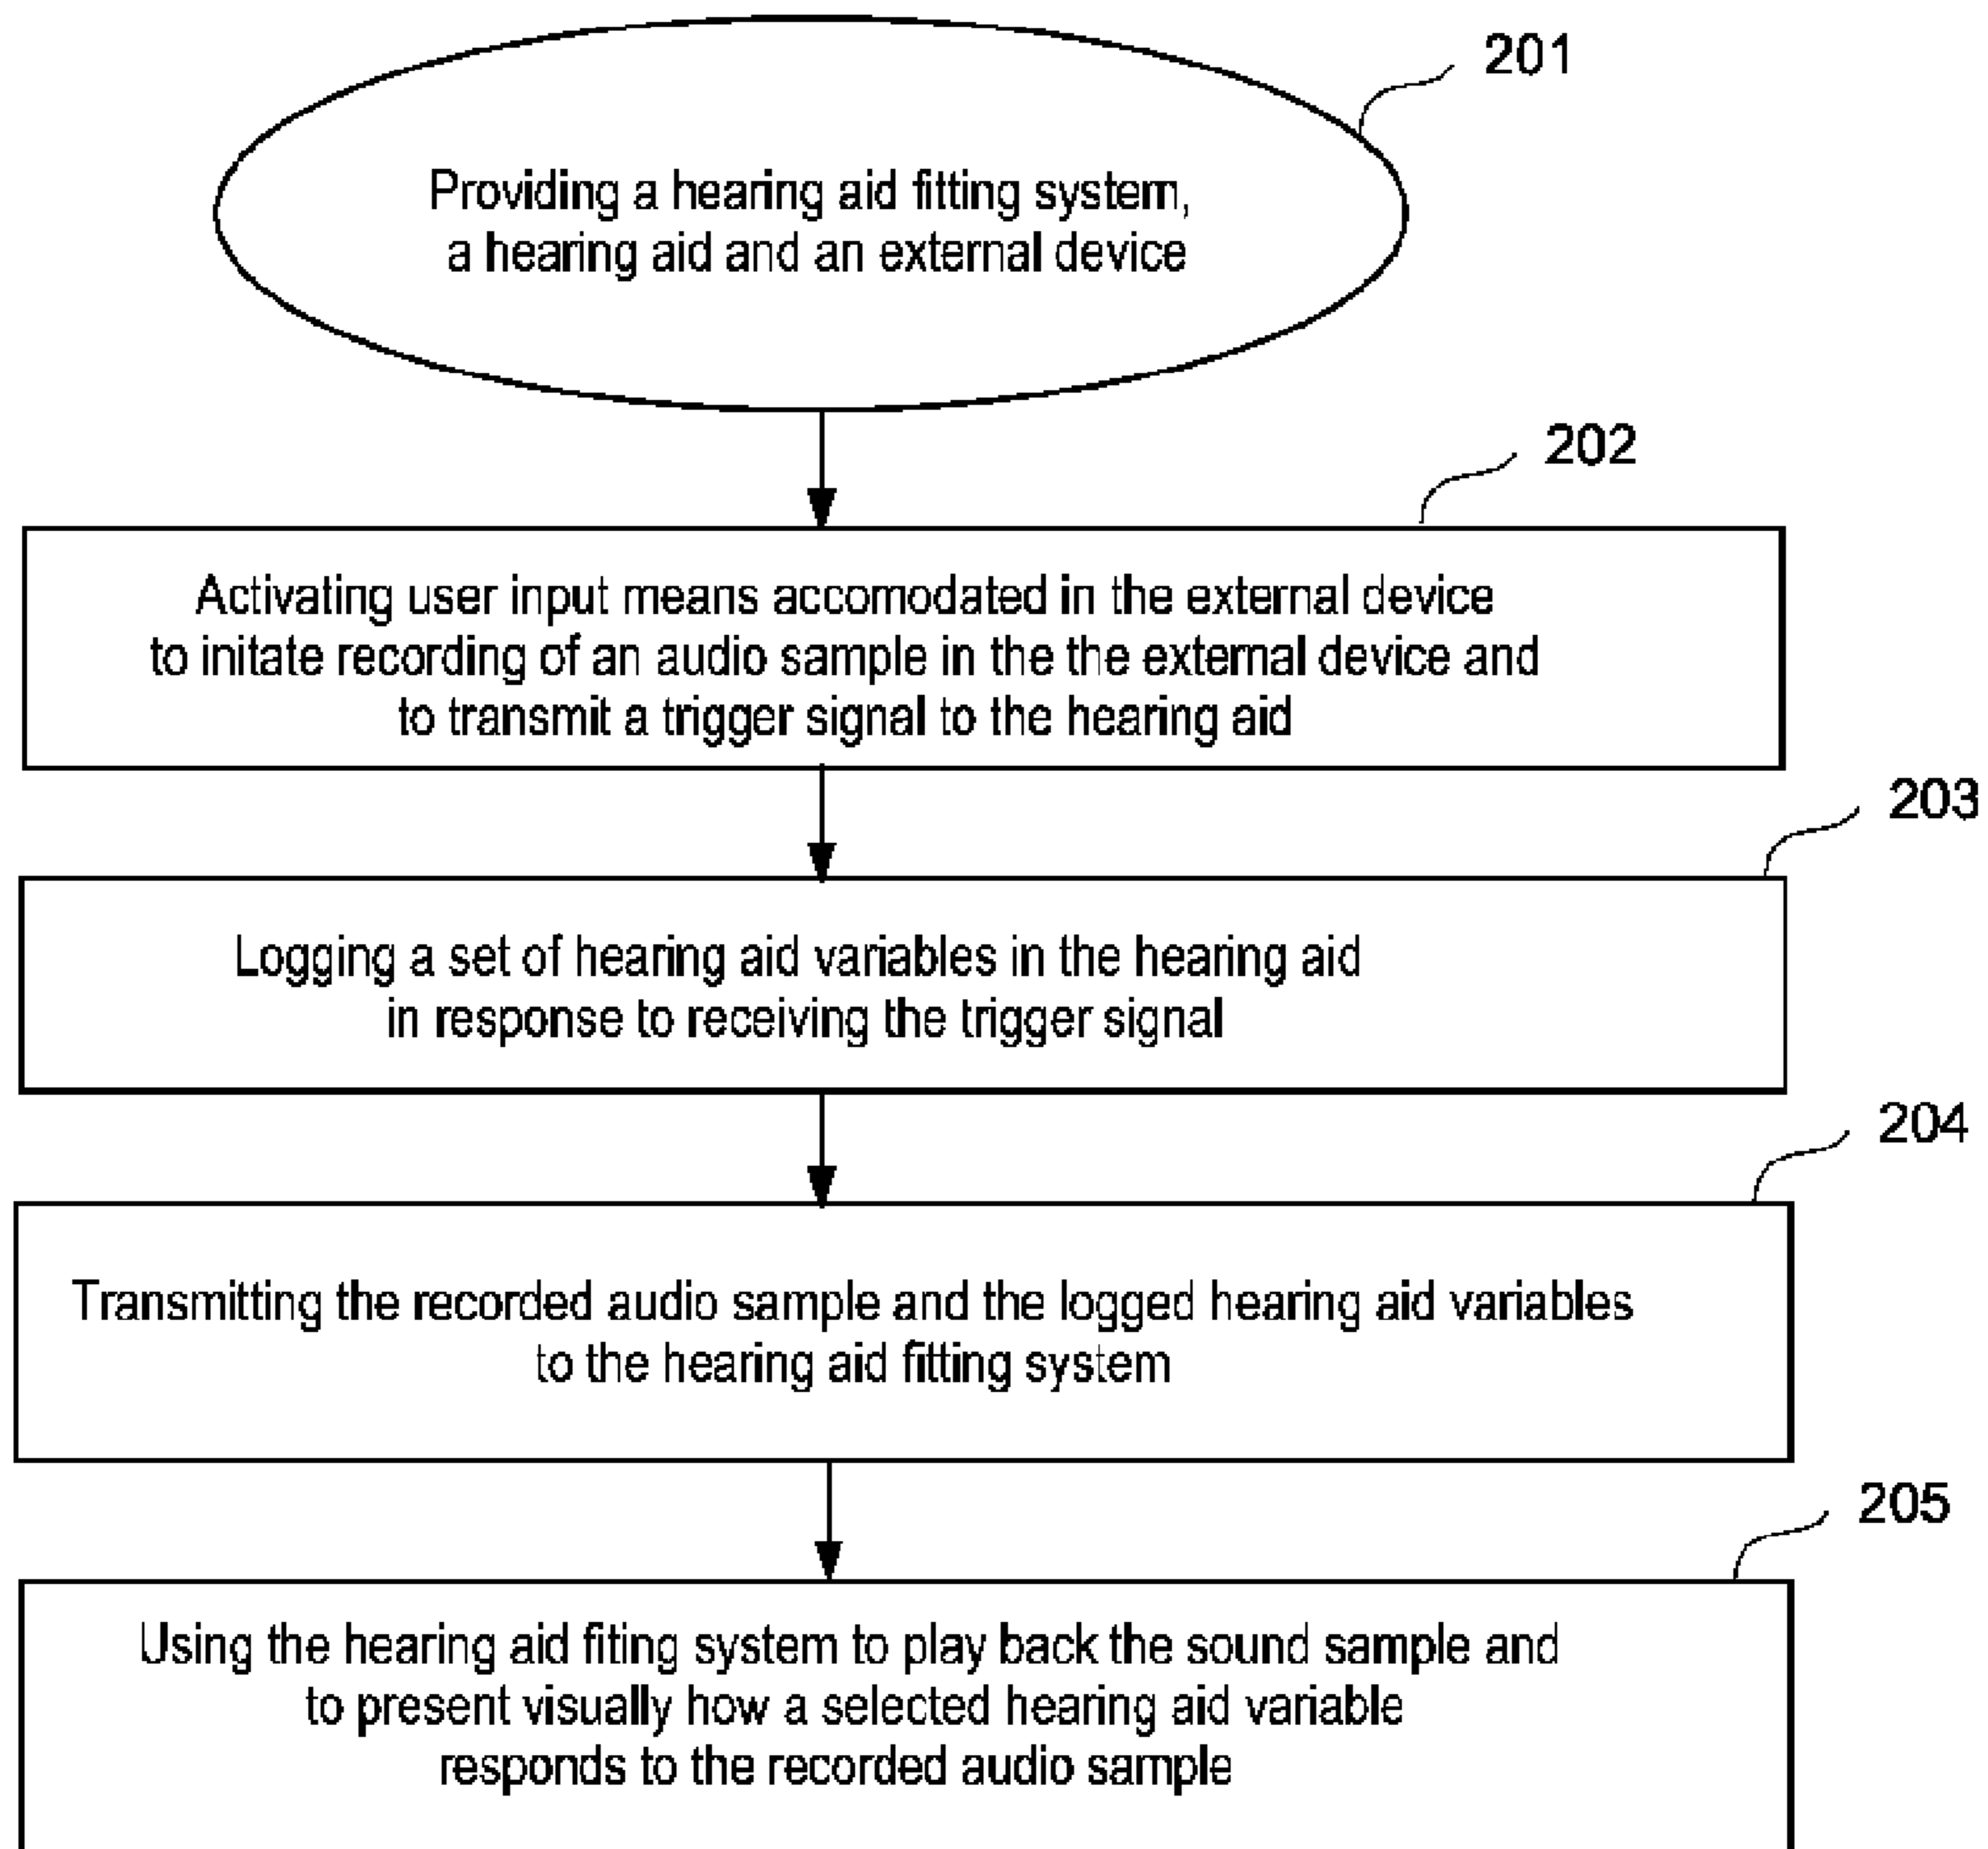 201
Providing a hearing aid fitting system,
a hearing aid and an external device
202
Activating user input means accomodated in the external device
to initate recording of an audio sample in the the external device and
to transmit a trigger signal to the hearing aid
203
Logging a set of hearing aid variables in the hearing aid
in response to receiving the trigger signal
204
Transmitting the recorded audio sample and the logged hearing aid variables
to the hearing aid fitting system
205
Using the hearing aid fiting system to play back the sound sample and
to present visually how a selected hearing aid variable
responds to the recorded audio sample